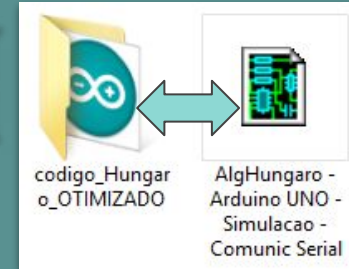 codigo_Hungar
o_OTIMIZADO
AlgHungaro -
Arduino UNO -
Simulacao -
Comunic Serial